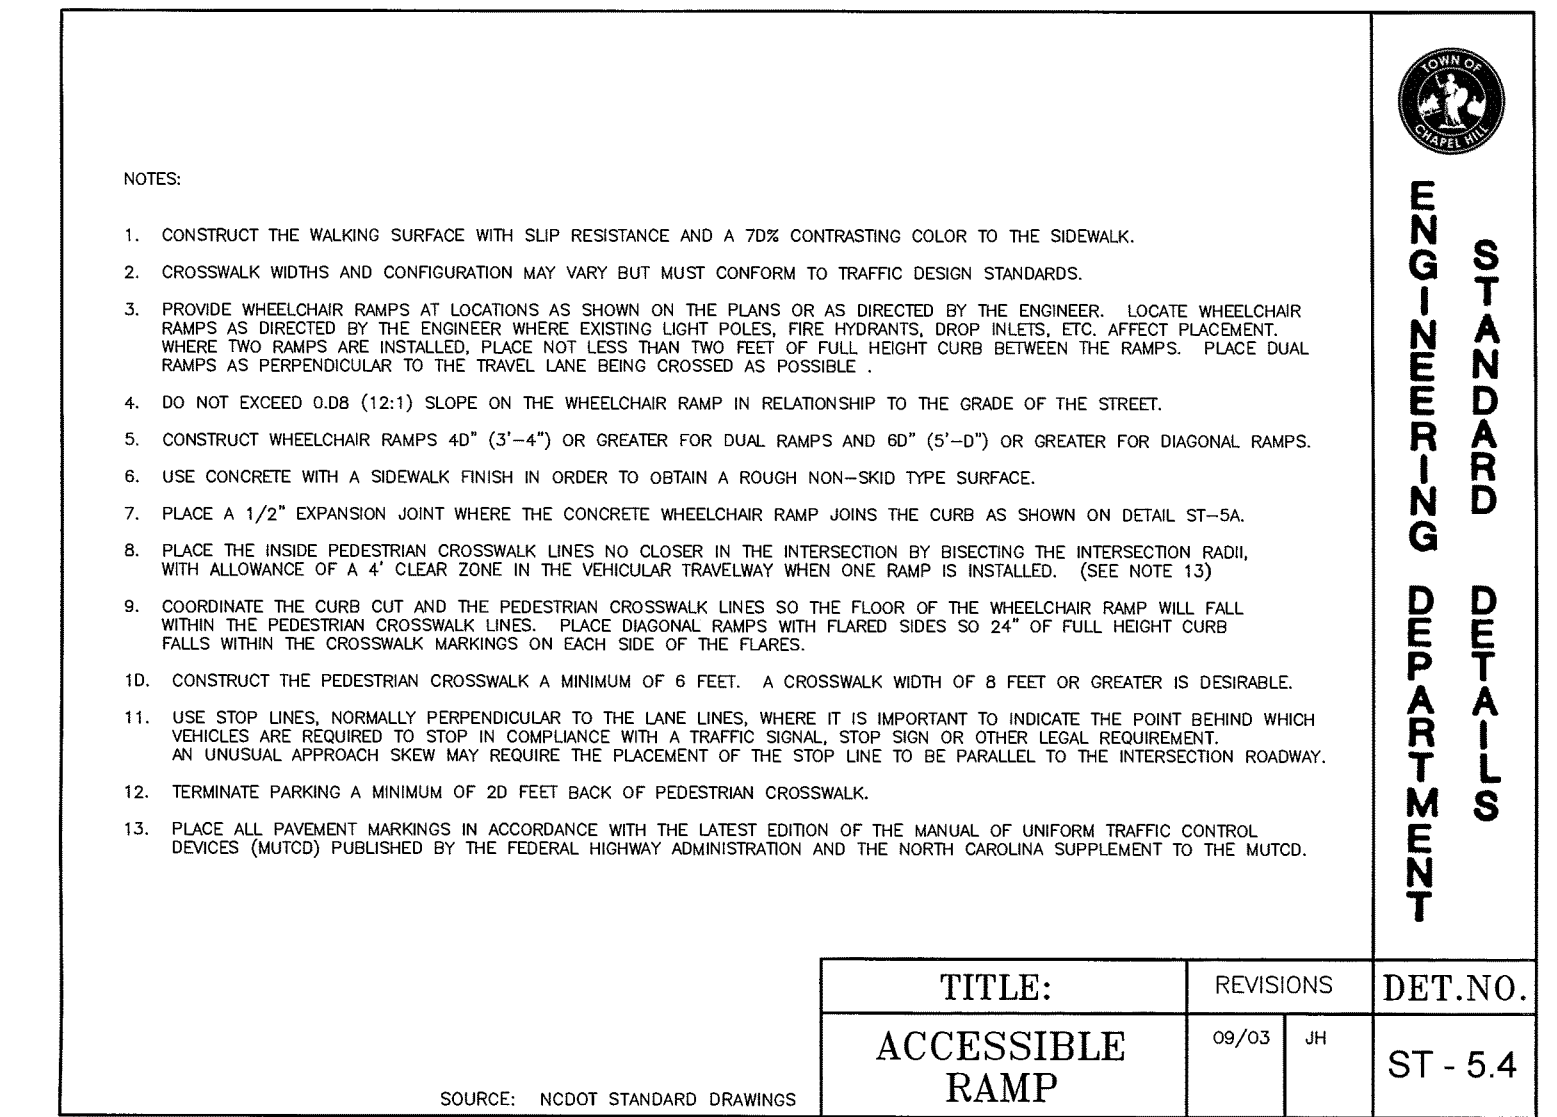 TOWN OF
CHAPEL HILL
NOTES:
1. CONSTRUCT THE WALKING SURFACE WITH SLIP RESISTANCE AND A 7D% CONTRASTING COLOR TO THE SIDEWALK.
2. CROSSWALK WIDTHS AND CONFIGURATION MAY VARY BUT MUST CONFORM TO TRAFFIC DESIGN STANDARDS.
3. PROVIDE WHEELCHAIR RAMPS AT LOCATIONS AS SHOWN ON THE PLANS OR AS DIRECTED BY THE ENGINEER. LOCATE WHEELCHAIR
RAMPS AS DIRECTED BY THE ENGINEER WHERE EXISTING LIGHT POLES, FIRE HYDRANTS, DROP INLETS, ETC. AFFECT PLACEMENT.
WHERE TWO RAMPS ARE INSTALLED, PLACE NOT LESS THAN TWO FEET OF FULL HEIGHT CURB BETWEEN THE RAMPS. PLACE DUAL
RAMPS AS PERPENDICULAR TO THE TRAVEL LANE BEING CROSSED AS POSSIBLE .
4. DO NOT EXCEED 0.D8 (12:1) SLOPE ON THE WHEELCHAIR RAMP IN RELATIONSHIP TO THE GRADE OF THE STREET.
5. CONSTRUCT WHEELCHAIR RAMPS 4D" (3'-4") OR GREATER FOR DUAL RAMPS AND 6D" (5'-D") OR GREATER FOR DIAGONAL RAMPS.
6. USE CONCRETE WITH A SIDEWALK FINISH IN ORDER TO OBTAIN A ROUGH NON-SKID TYPE SURFACE.
7. PLACE A 1/2" EXPANSION JOINT WHERE THE CONCRETE WHEELCHAIR RAMP JOINS THE CURB AS SHOWN ON DETAIL ST-5A.
8. PLACE THE INSIDE PEDESTRIAN CROSSWALK LINES NO CLOSER IN THE INTERSECTION BY BISECTING THE INTERSECTION RADII,
WITH ALLOWANCE OF A 4' CLEAR ZONE IN THE VEHICULAR TRAVELWAY WHEN ONE RAMP IS INSTALLED. (SEE NOTE 13)
9. COORDINATE THE CURB CUT AND THE PEDESTRIAN CROSSWALK LINES SO THE FLOOR OF THE WHEELCHAIR RAMP WILL FALL
WITHIN THE PEDESTRIAN CROSSWALK LINES. PLACE DIAGONAL RAMPS WITH FLARED SIDES SO 24" OF FULL HEIGHT CURB
FALLS WITHIN THE CROSSWALK MARKINGS ON EACH SIDE OF THE FLARES.
1D. CONSTRUCT THE PEDESTRIAN CROSSWALK A MINIMUM OF 6 FEET. A CROSSWALK WIDTH OF 8 FEET OR GREATER IS DESIRABLE.
11. USE STOP LINES, NORMALLY PERPENDICULAR TO THE LANE LINES, WHERE IT IS IMPORTANT TO INDICATE THE POINT BEHIND WHICH
VEHICLES ARE REQUIRED TO STOP IN COMPLIANCE WITH A TRAFFIC SIGNAL, STOP SIGN OR OTHER LEGAL REQUIREMENT.
AN UNUSUAL APPROACH SKEW MAY REQUIRE THE PLACEMENT OF THE STOP LINE TO BE PARALLEL TO THE INTERSECTION ROADWAY.
12. TERMINATE PARKING A MINIMUM OF 2D FEET BACK OF PEDESTRIAN CROSSWALK.
13. PLACE ALL PAVEMENT MARKINGS IN ACCORDANCE WITH THE LATEST EDITION OF THE MANUAL OF UNIFORM TRAFFIC CONTROL
DEVICES (MUTCD) PUBLISHED BY THE FEDERAL HIGHWAY ADMINISTRATION AND THE NORTH CAROLINA SUPPLEMENT TO THE MUTCD.
SOURCE: NCDOT STANDARD DRAWINGS
ENGINEERING DEPARTMENT
STANDARD DETAILS
TITLE:
ACCESSIBLE
RAMP
REVISIONS
09/03 JH
DET.NO.
ST - 5.4